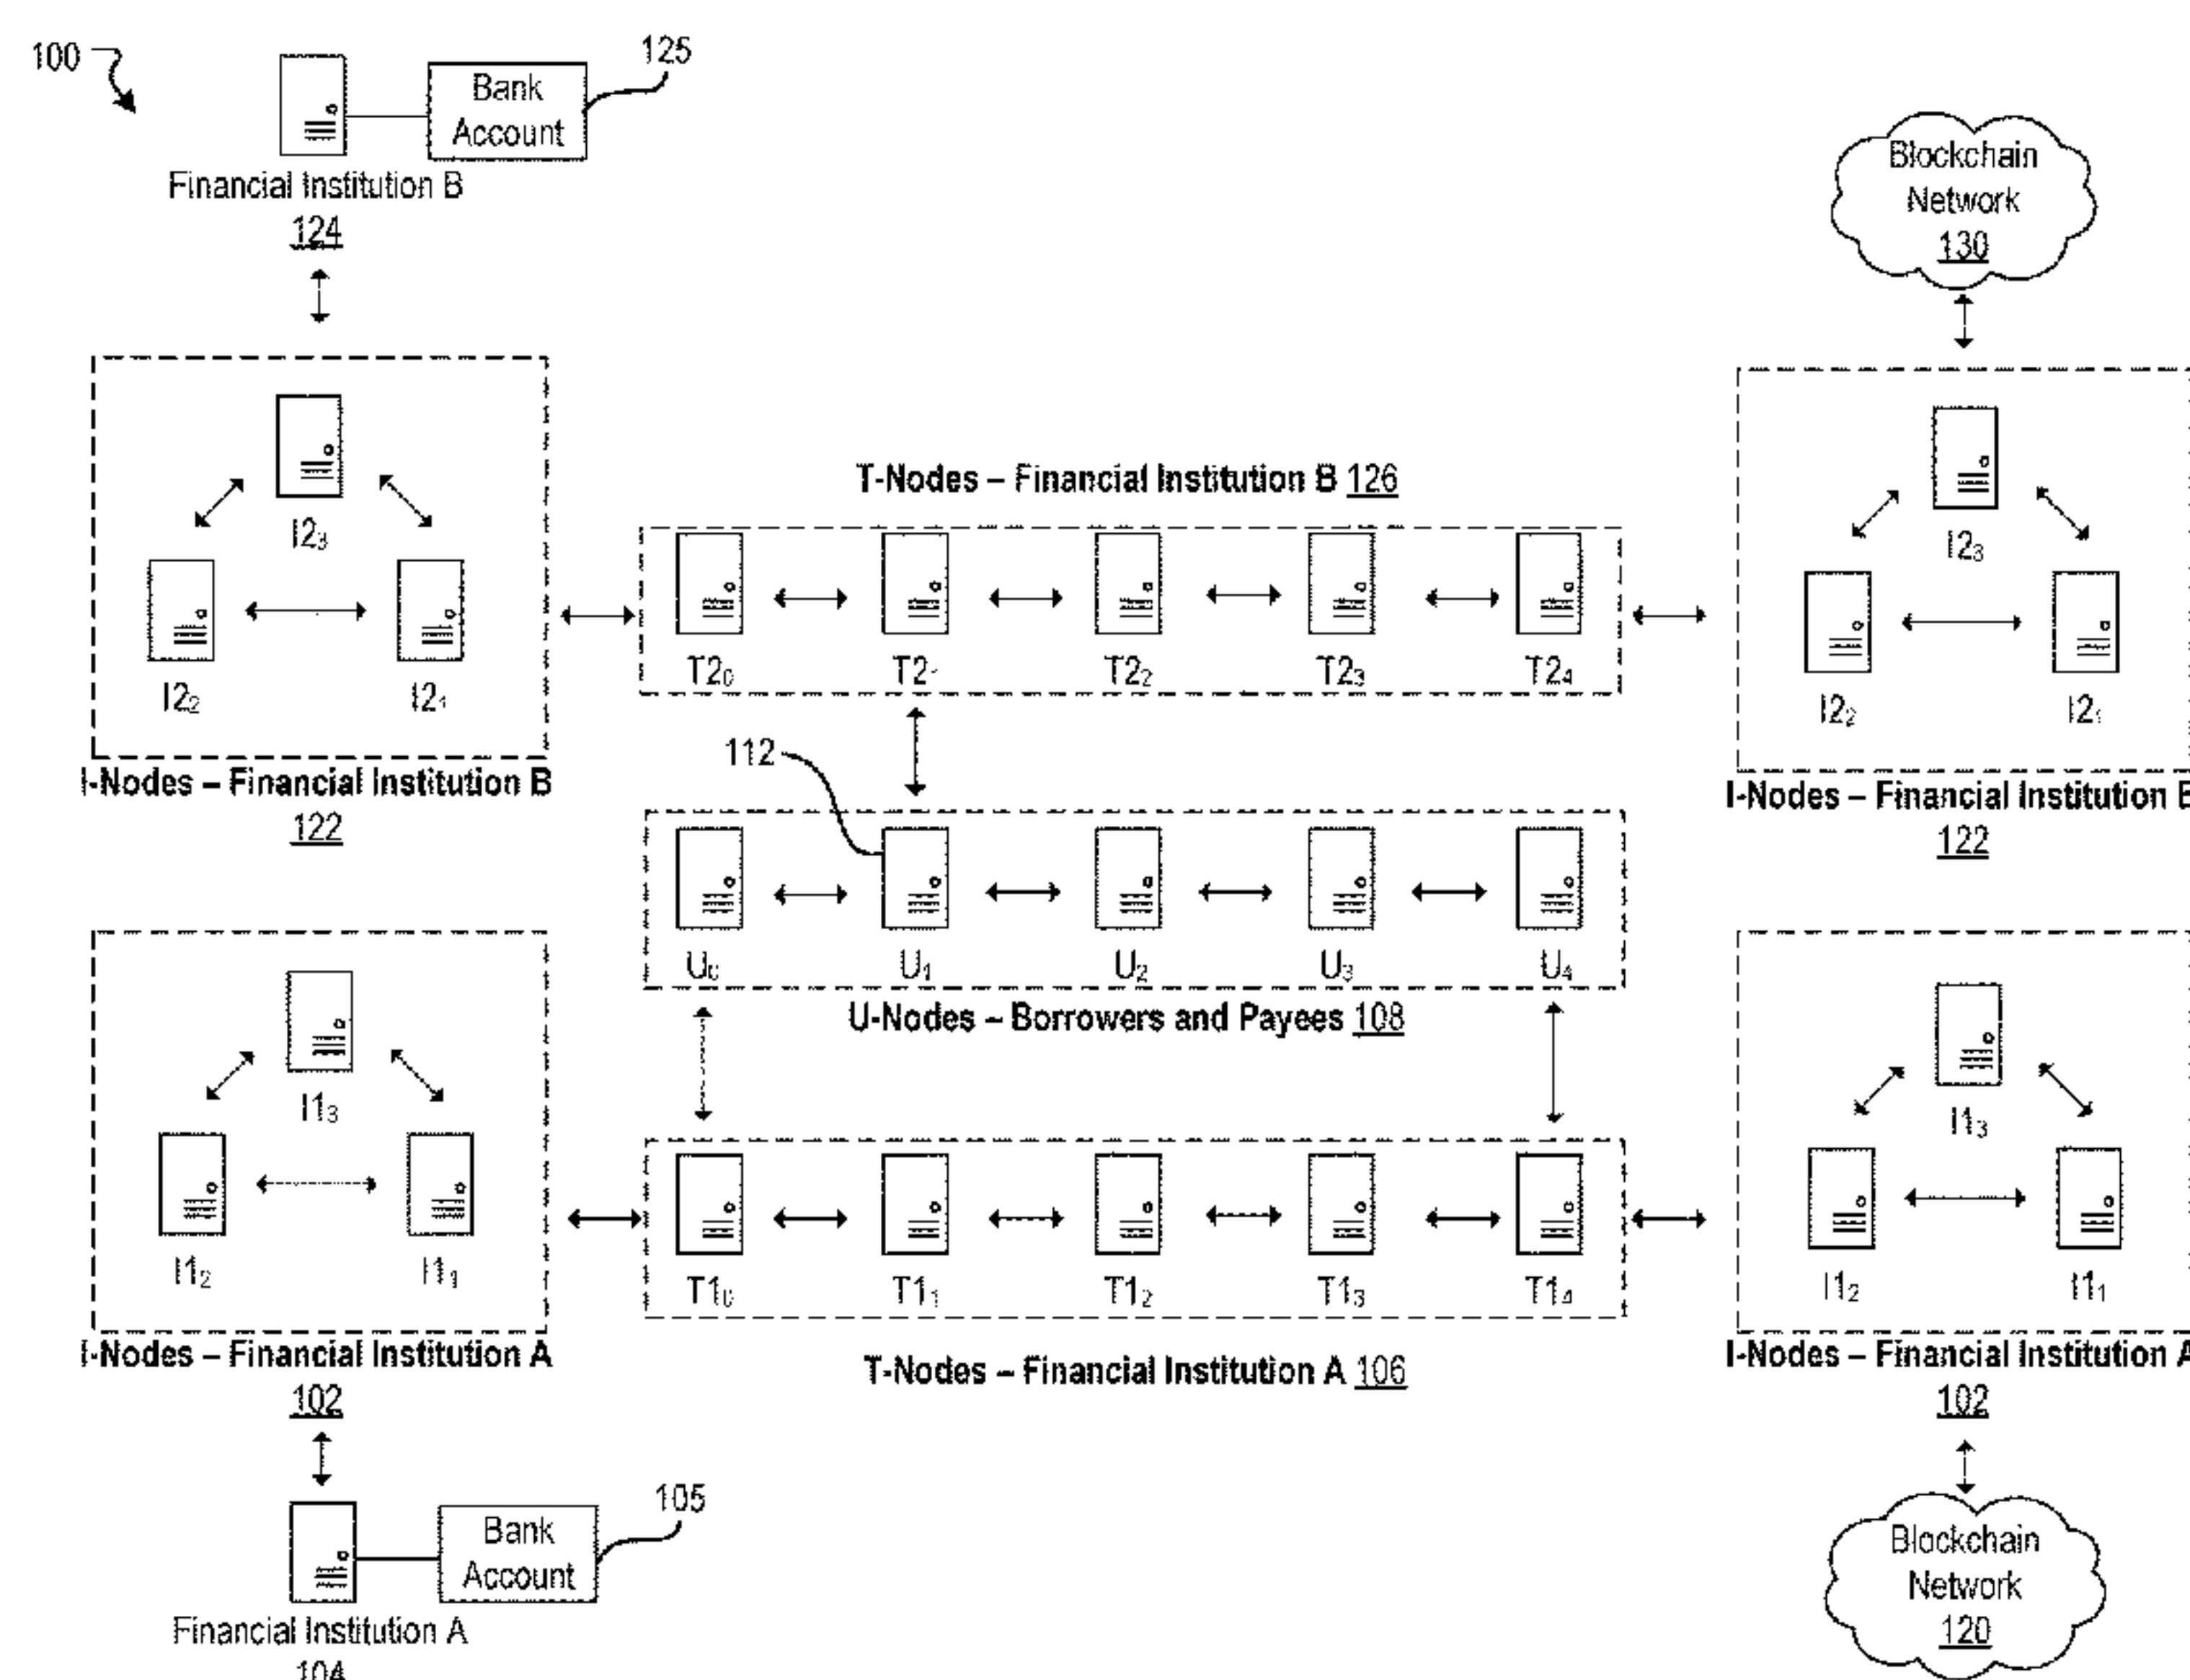 100
125
Bank
Account
Financial Institution B
124
Blockchain
Network
130
I2₃
I2₂
I2₁
I-Nodes – Financial Institution B
122
T-Nodes – Financial Institution B 126
T2₀
T2₁
T2₂
T2₃
T2₄
I2₃
I2₂
I2₁
I-Nodes – Financial Institution B
122
112
U₀
U₁
U₂
U₃
U₄
U-Nodes – Borrowers and Payees 108
I1₃
I1₂
I1₁
I-Nodes – Financial Institution A
102
T1₀
T1₁
T1₂
T1₃
T1₄
T-Nodes – Financial Institution A 106
I1₃
I1₂
I1₁
I-Nodes – Financial Institution A
102
105
Bank
Account
Financial Institution A
104
Blockchain
Network
120